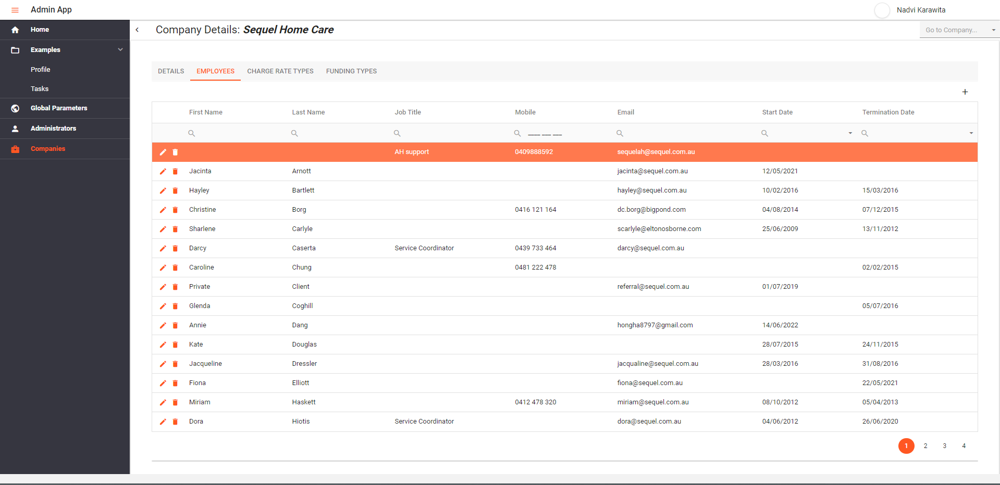 Admin App
Nadvi Karawita
Home
Examples
Profile
Tasks
Global Parameters
Administrators
Companies
Company Details: Sequel Home Care
Go to Company...
DETAILS EMPLOYEES CHARGE RATE TYPES FUNDING TYPES
+
First Name Last Name Job Title Mobile Email Start Date Termination Date
____ ___ ___
AH support 0409888592 sequelah@sequel.com.au
Jacinta Arnott jacinta@sequel.com.au 12/05/2021
Hayley Bartlett hayley@sequel.com.au 10/02/2016 15/03/2016
Christine Borg 0416 121 164 dc.borg@bigpond.com 04/08/2014 07/12/2015
Sharlene Carlyle scarlyle@eltonosborne.com 25/06/2009 13/11/2012
Darcy Caserta Service Coordinator 0439 733 464 darcy@sequel.com.au
Caroline Chung 0481 222 478 02/02/2015
Private Client referral@sequel.com.au 01/07/2019
Glenda Coghill 05/07/2016
Annie Dang hongha8797@gmail.com 14/06/2022
Kate Douglas 28/07/2015 24/11/2015
Jacqueline Dressler jacqualine@sequel.com.au 28/03/2016 31/08/2016
Fiona Elliott fiona@sequel.com.au 22/05/2021
Miriam Haskett 0412 478 320 miriam@sequel.com.au 08/10/2012 05/04/2013
Dora Hiotis Service Coordinator dora@sequel.com.au 04/06/2012 26/06/2020
1 2 3 4